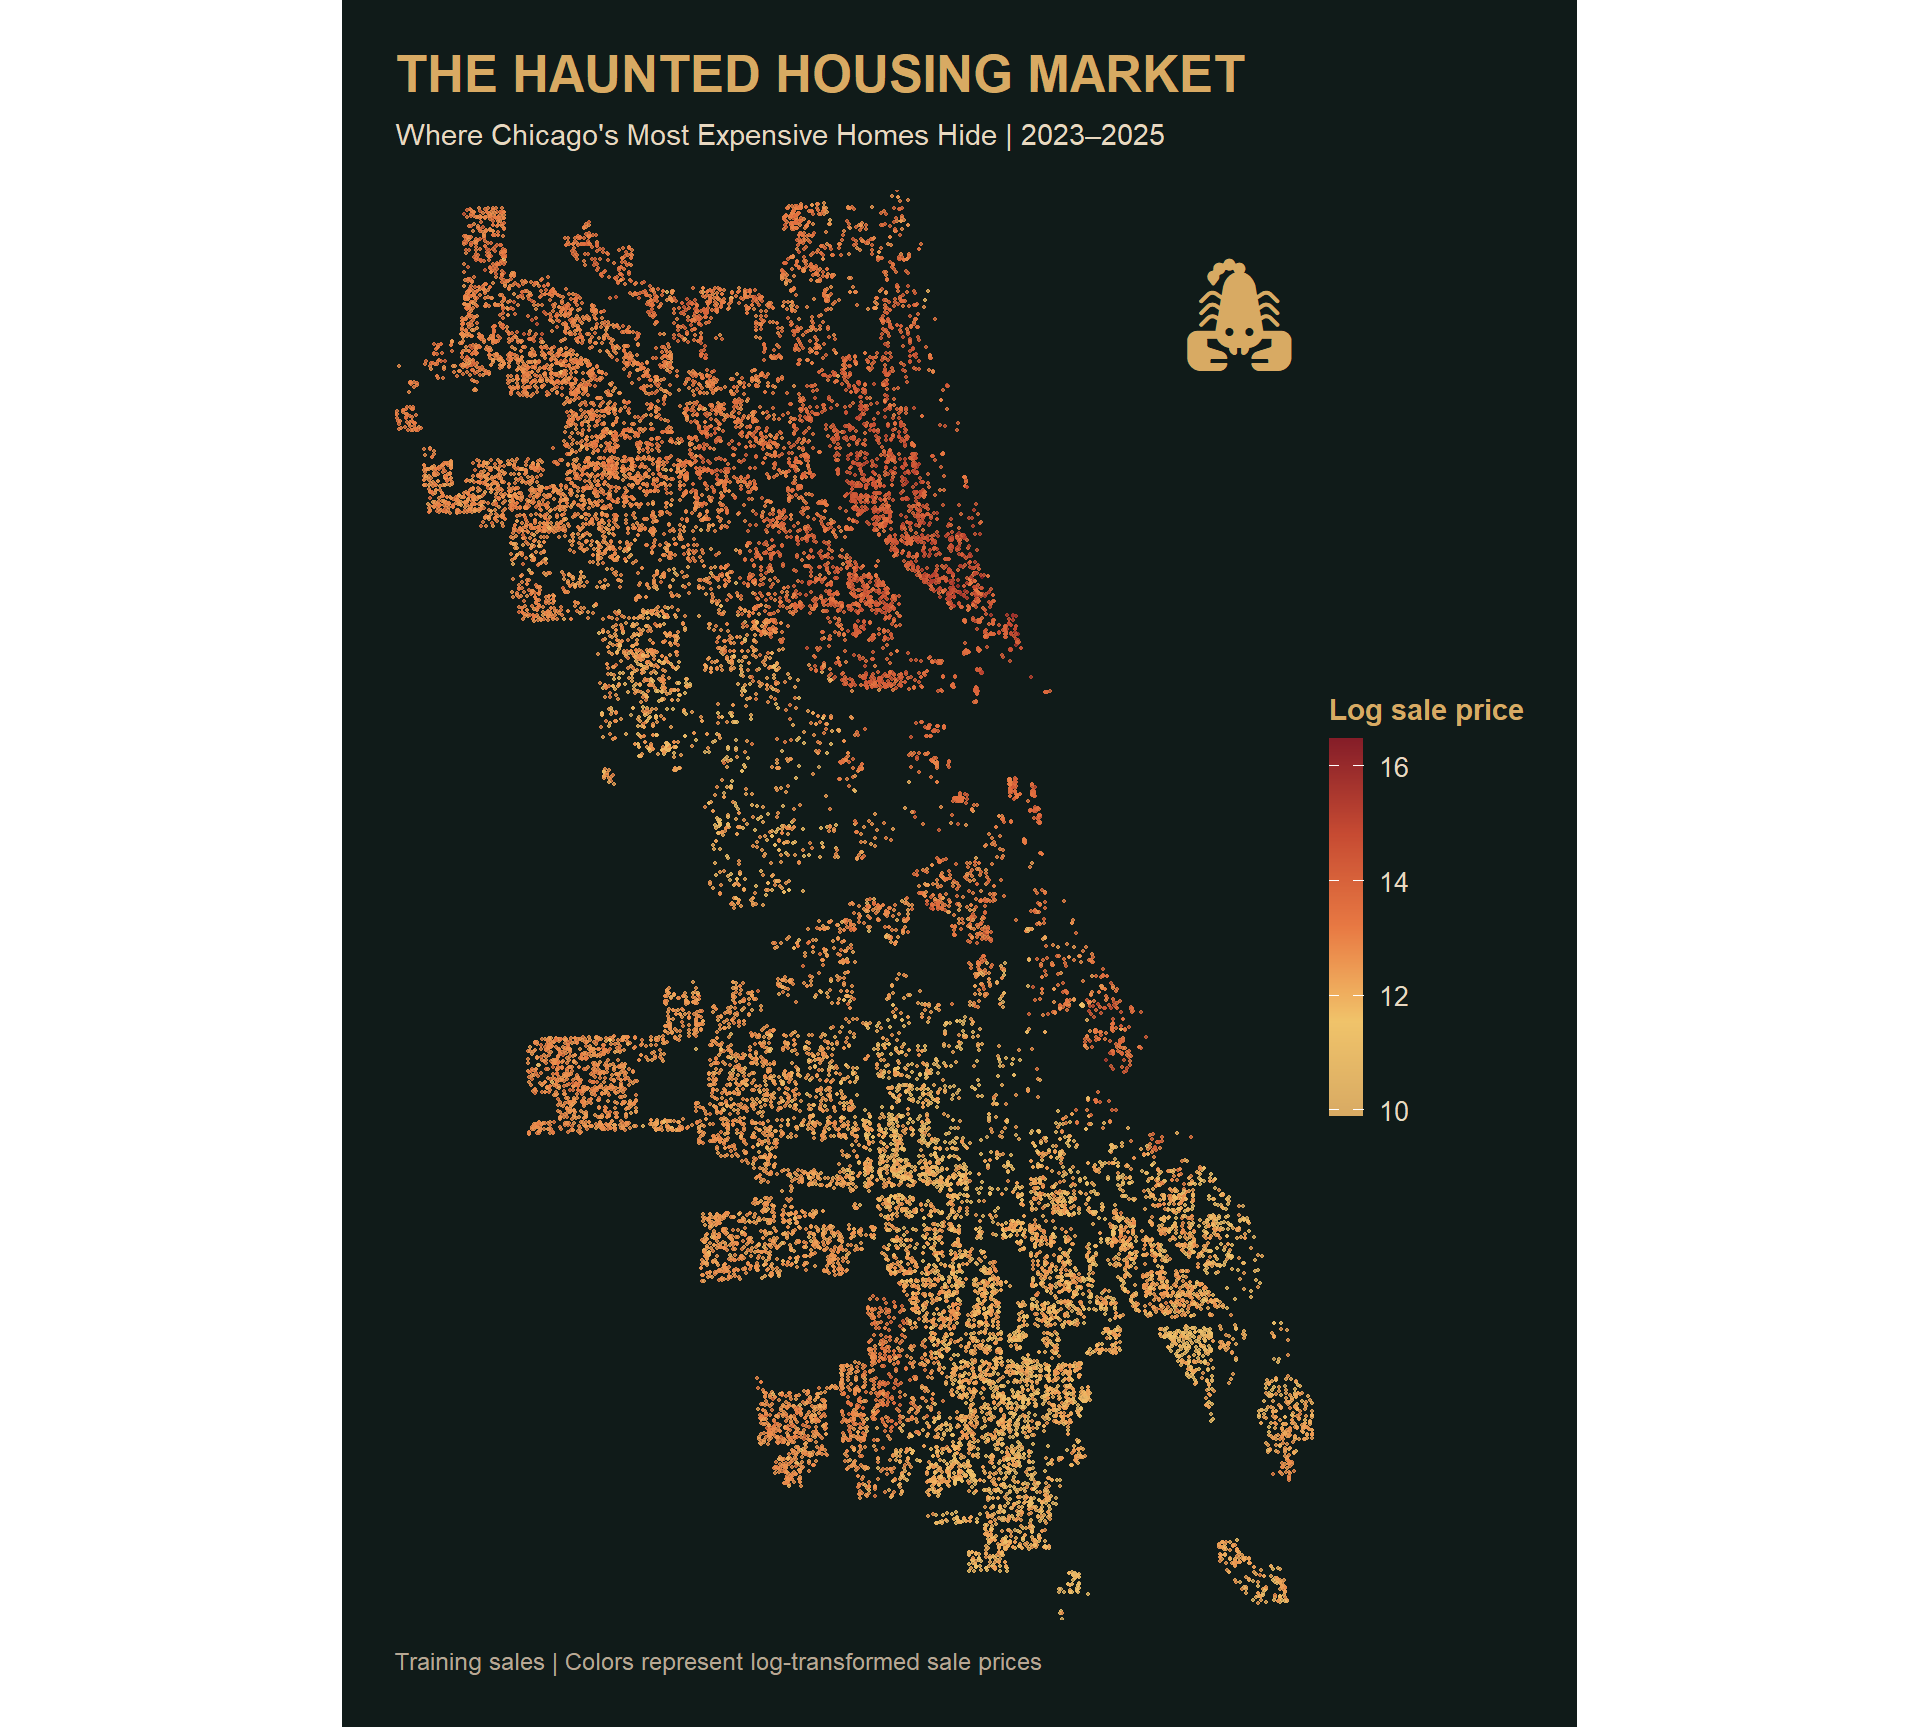 THE HAUNTED HOUSING MARKET
Where Chicago's Most Expensive Homes Hide | 2023–2025
Log sale price
16
14
12
10
Training sales | Colors represent log-transformed sale prices